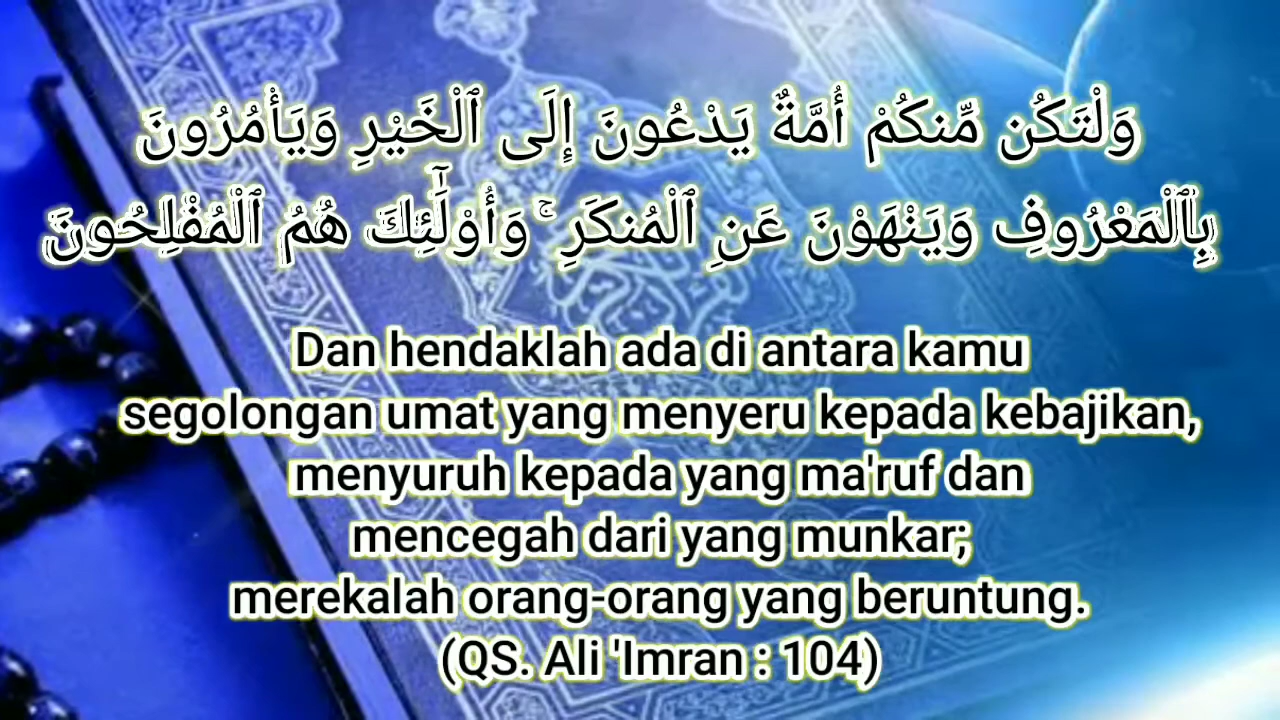 وَلْتَكُن مِّنكُمْ أُمَّةٌ يَدْعُونَ إِلَى ٱلْخَيْرِ وَيَأْمُرُونَ
بِٱلْمَعْرُوفِ وَيَنْهَوْنَ عَنِ ٱلْمُنكَرِ ۚ وَأُوْلَٰٓئِكَ هُمُ ٱلْمُفْلِحُونَ
Dan hendaklah ada di antara kamu
segolongan umat yang menyeru kepada kebajikan,
menyuruh kepada yang ma'ruf dan
mencegah dari yang munkar;
merekalah orang-orang yang beruntung.
(QS. Ali 'Imran : 104)